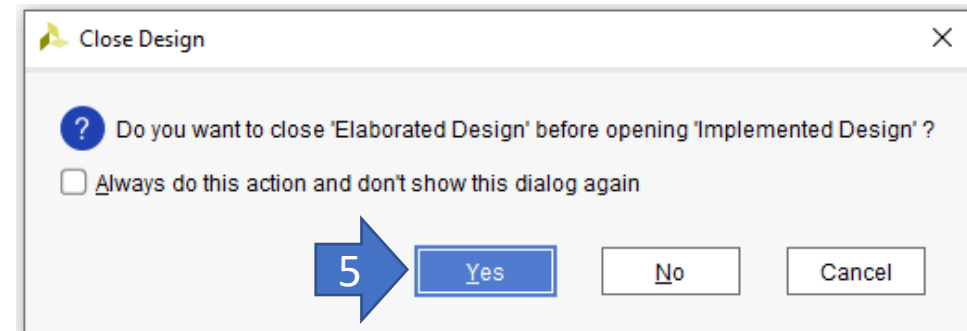 Close Design
Do you want to close 'Elaborated Design' before opening 'Implemented Design' ?
Always do this action and don't show this dialog again
5 Yes No Cancel